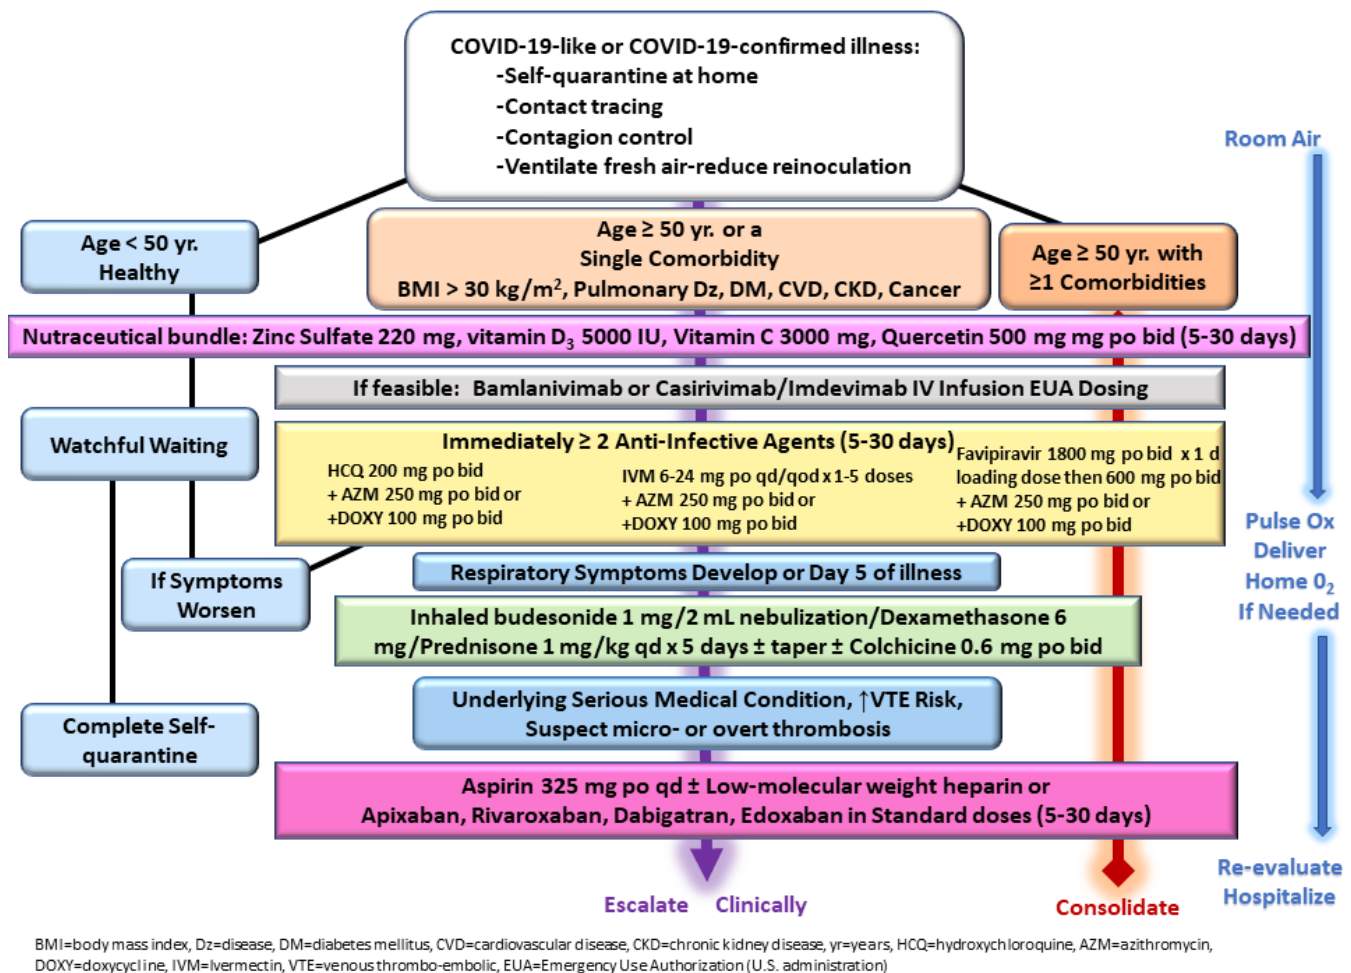 COVID-19-like or COVID-19-confirmed illness:
-Self-quarantine at home
-Contact tracing
-Contagion control
-Ventilate fresh air-reduce reinoculation
Room Air
Age < 50 yr.
Healthy
Age ≥ 50 yr. or a
Single Comorbidity
BMI > 30 kg/m², Pulmonary Dz, DM, CVD, CKD, Cancer
Age ≥ 50 yr. with
≥1 Comorbidities
Nutraceutical bundle: Zinc Sulfate 220 mg, vitamin D₃ 5000 IU, Vitamin C 3000 mg, Quercetin 500 mg mg po bid (5-30 days)
If feasible: Bamlanivimab or Casirivimab/Imdevimab IV Infusion EUA Dosing
Watchful Waiting
Immediately ≥ 2 Anti-Infective Agents (5-30 days)
HCQ 200 mg po bid
+ AZM 250 mg po bid or
+DOXY 100 mg po bid
IVM 6-24 mg po qd/qod x 1-5 doses
+ AZM 250 mg po bid or
+DOXY 100 mg po bid
Favipiravir 1800 mg po bid x 1 d
loading dose then 600 mg po bid
+ AZM 250 mg po bid or
+DOXY 100 mg po bid
Pulse Ox
Deliver
Home 0₂
If Needed
If Symptoms
Worsen
Respiratory Symptoms Develop or Day 5 of illness
Inhaled budesonide 1 mg/2 mL nebulization/Dexamethasone 6
mg/Prednisone 1 mg/kg qd x 5 days ± taper ± Colchicine 0.6 mg po bid
Underlying Serious Medical Condition, ↑VTE Risk,
Suspect micro- or overt thrombosis
Complete Self-
quarantine
Aspirin 325 mg po qd ± Low-molecular weight heparin or
Apixaban, Rivaroxaban, Dabigatran, Edoxaban in Standard doses (5-30 days)
Re-evaluate
Hospitalize
Escalate Clinically
Consolidate
BMI=body mass index, Dz=disease, DM=diabetes mellitus, CVD=cardiovascular disease, CKD=chronic kidney disease, yr=years, HCQ=hydroxychloroquine, AZM=azithromycin,
DOXY=doxycycline, IVM=Ivermectin, VTE=venous thrombo-embolic, EUA=Emergency Use Authorization (U.S. administration)